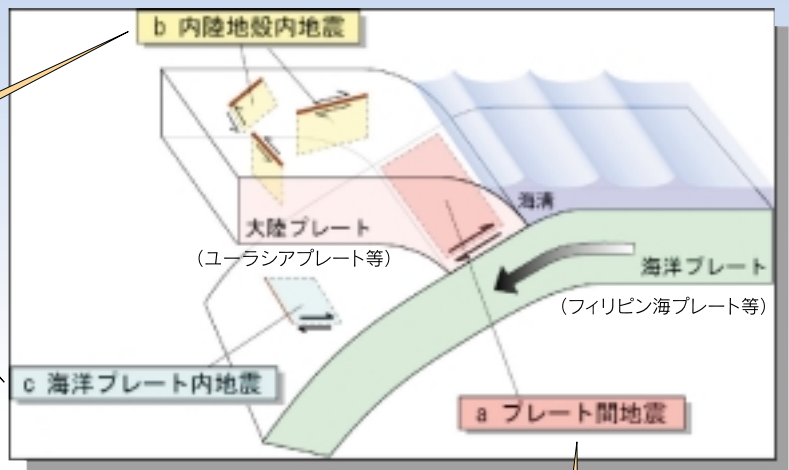 b 内陸地殻内地震
海溝
大陸プレート
(ユーラシアプレート等)
海洋プレート
(フィリピン海プレート等)
c 海洋プレート内地震
a プレート間地震